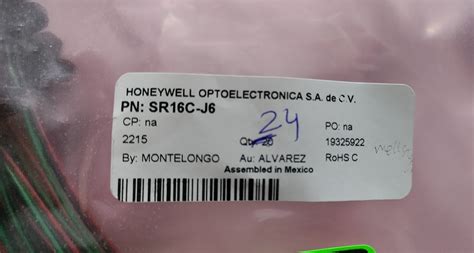 HONEYWELL OPTOELECTRONICA S.A. de C.V.
PN: SR16C-J6
CP: na
24
PO: na
2215
Qty: 20
19325922
By: MONTELONGO
Au: ALVAREZ
RoHS C
Assembled in Mexico